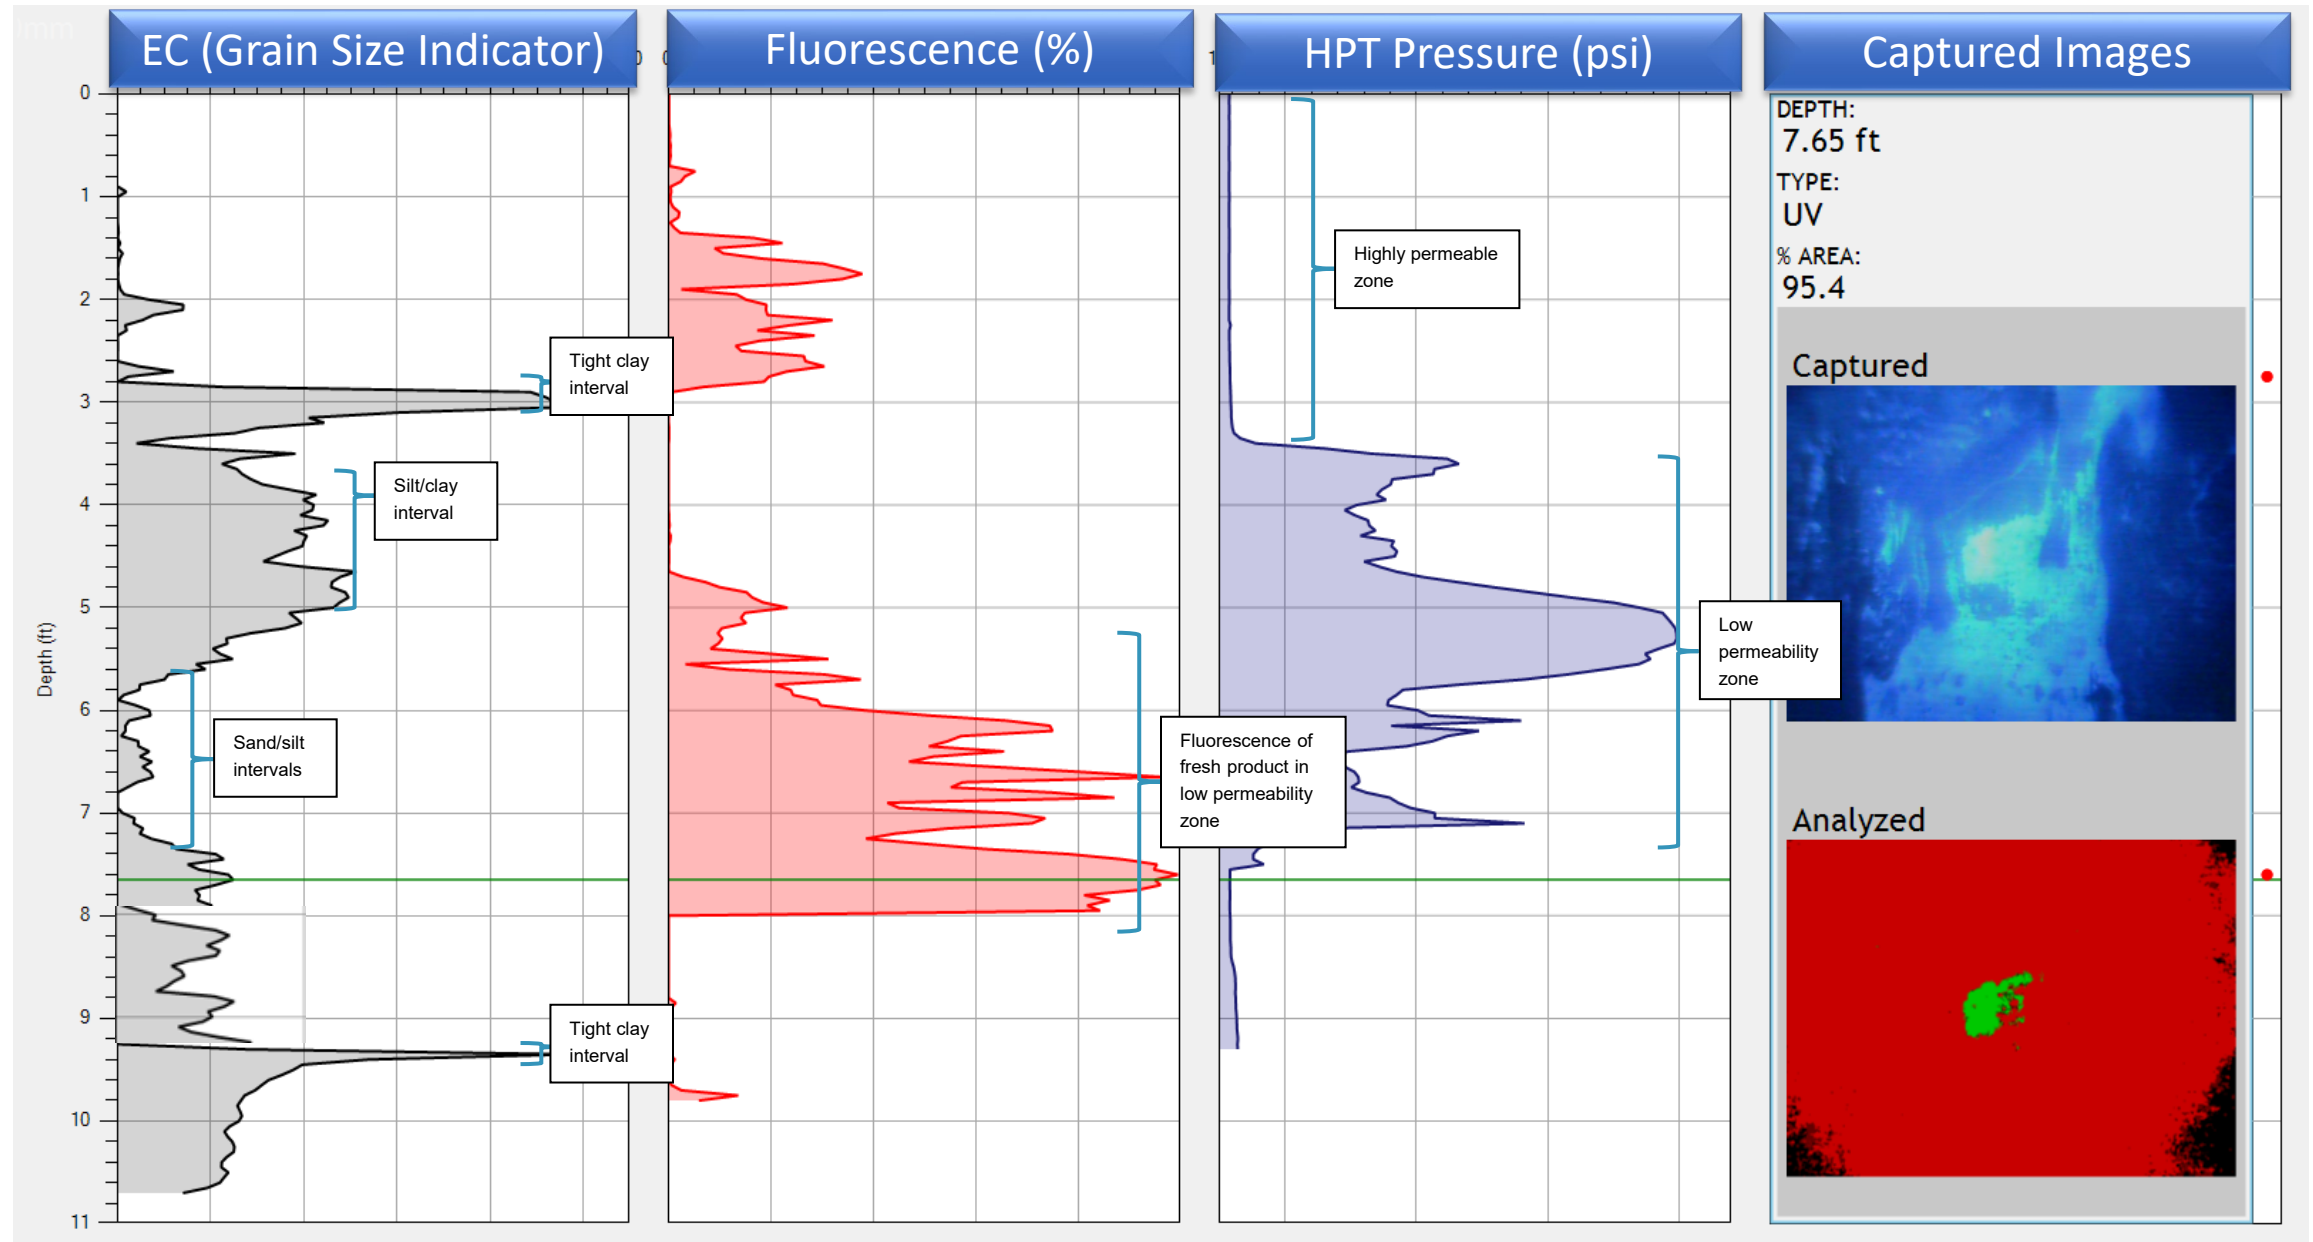 EC (Grain Size Indicator)
Fluorescence (%)
HPT Pressure (psi)
Captured Images
0
1
2
3
4
5
6
7
8
9
10
11
Depth (ft)
Tight clay
interval
Silt/clay
interval
Sand/silt
intervals
Tight clay
interval
Fluorescence of
fresh product in
low permeability
zone
Highly permeable
zone
Low
permeability
zone
DEPTH:
7.65 ft
TYPE:
UV
% AREA:
95.4
Captured
Analyzed